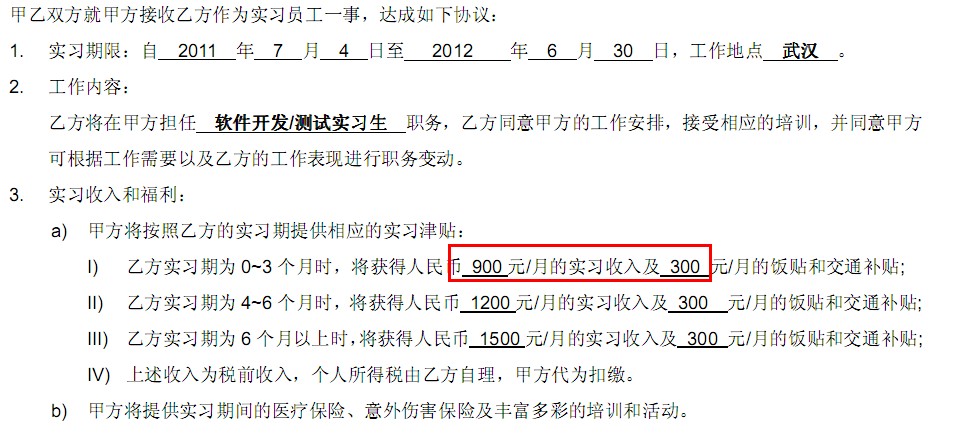 甲乙双方就甲方接收乙方作为实习员工一事，达成如下协议：
1. 实习期限：自 2011 年 7 月 4 日至 2012 年 6 月 30 日，工作地点 武汉 。
2. 工作内容：
乙方将在甲方担任 软件开发/测试实习生 职务，乙方同意甲方的工作安排，接受相应的培训，并同意甲方
可根据工作需要以及乙方的工作表现进行职务变动。
3. 实习收入和福利：
a) 甲方将按照乙方的实习期提供相应的实习津贴：
I) 乙方实习期为 0~3 个月时，将获得人民币 900 元/月的实习收入及 300 元/月的饭贴和交通补贴;
II) 乙方实习期为 4~6 个月时，将获得人民币 1200 元/月的实习收入及 300 元/月的饭贴和交通补贴;
III) 乙方实习期为 6 个月以上时，将获得人民币 1500 元/月的实习收入及 300 元/月的饭贴和交通补贴;
IV) 上述收入为税前收入，个人所得税由乙方自理，甲方代为扣缴。
b) 甲方将提供实习期间的医疗保险、意外伤害保险及丰富多彩的培训和活动。